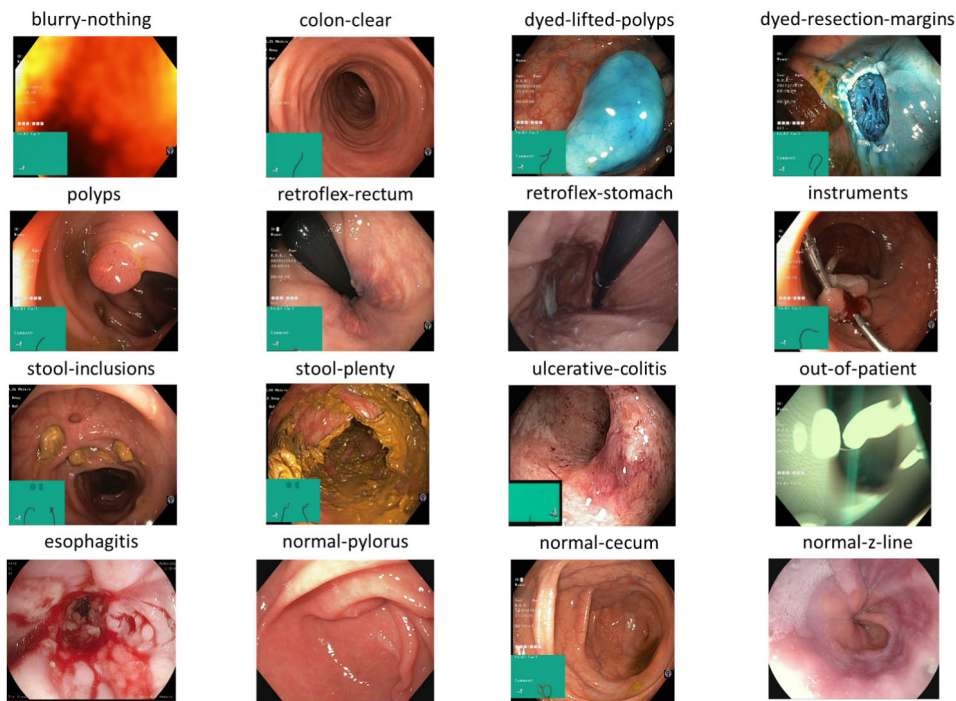 blurry-nothing
colon-clear
dyed-lifted-polyps
dyed-resection-margins
polyps
retroflex-rectum
retroflex-stomach
instruments
stool-inclusions
stool-plenty
ulcerative-colitis
out-of-patient
esophagitis
normal-pylorus
normal-cecum
normal-z-line